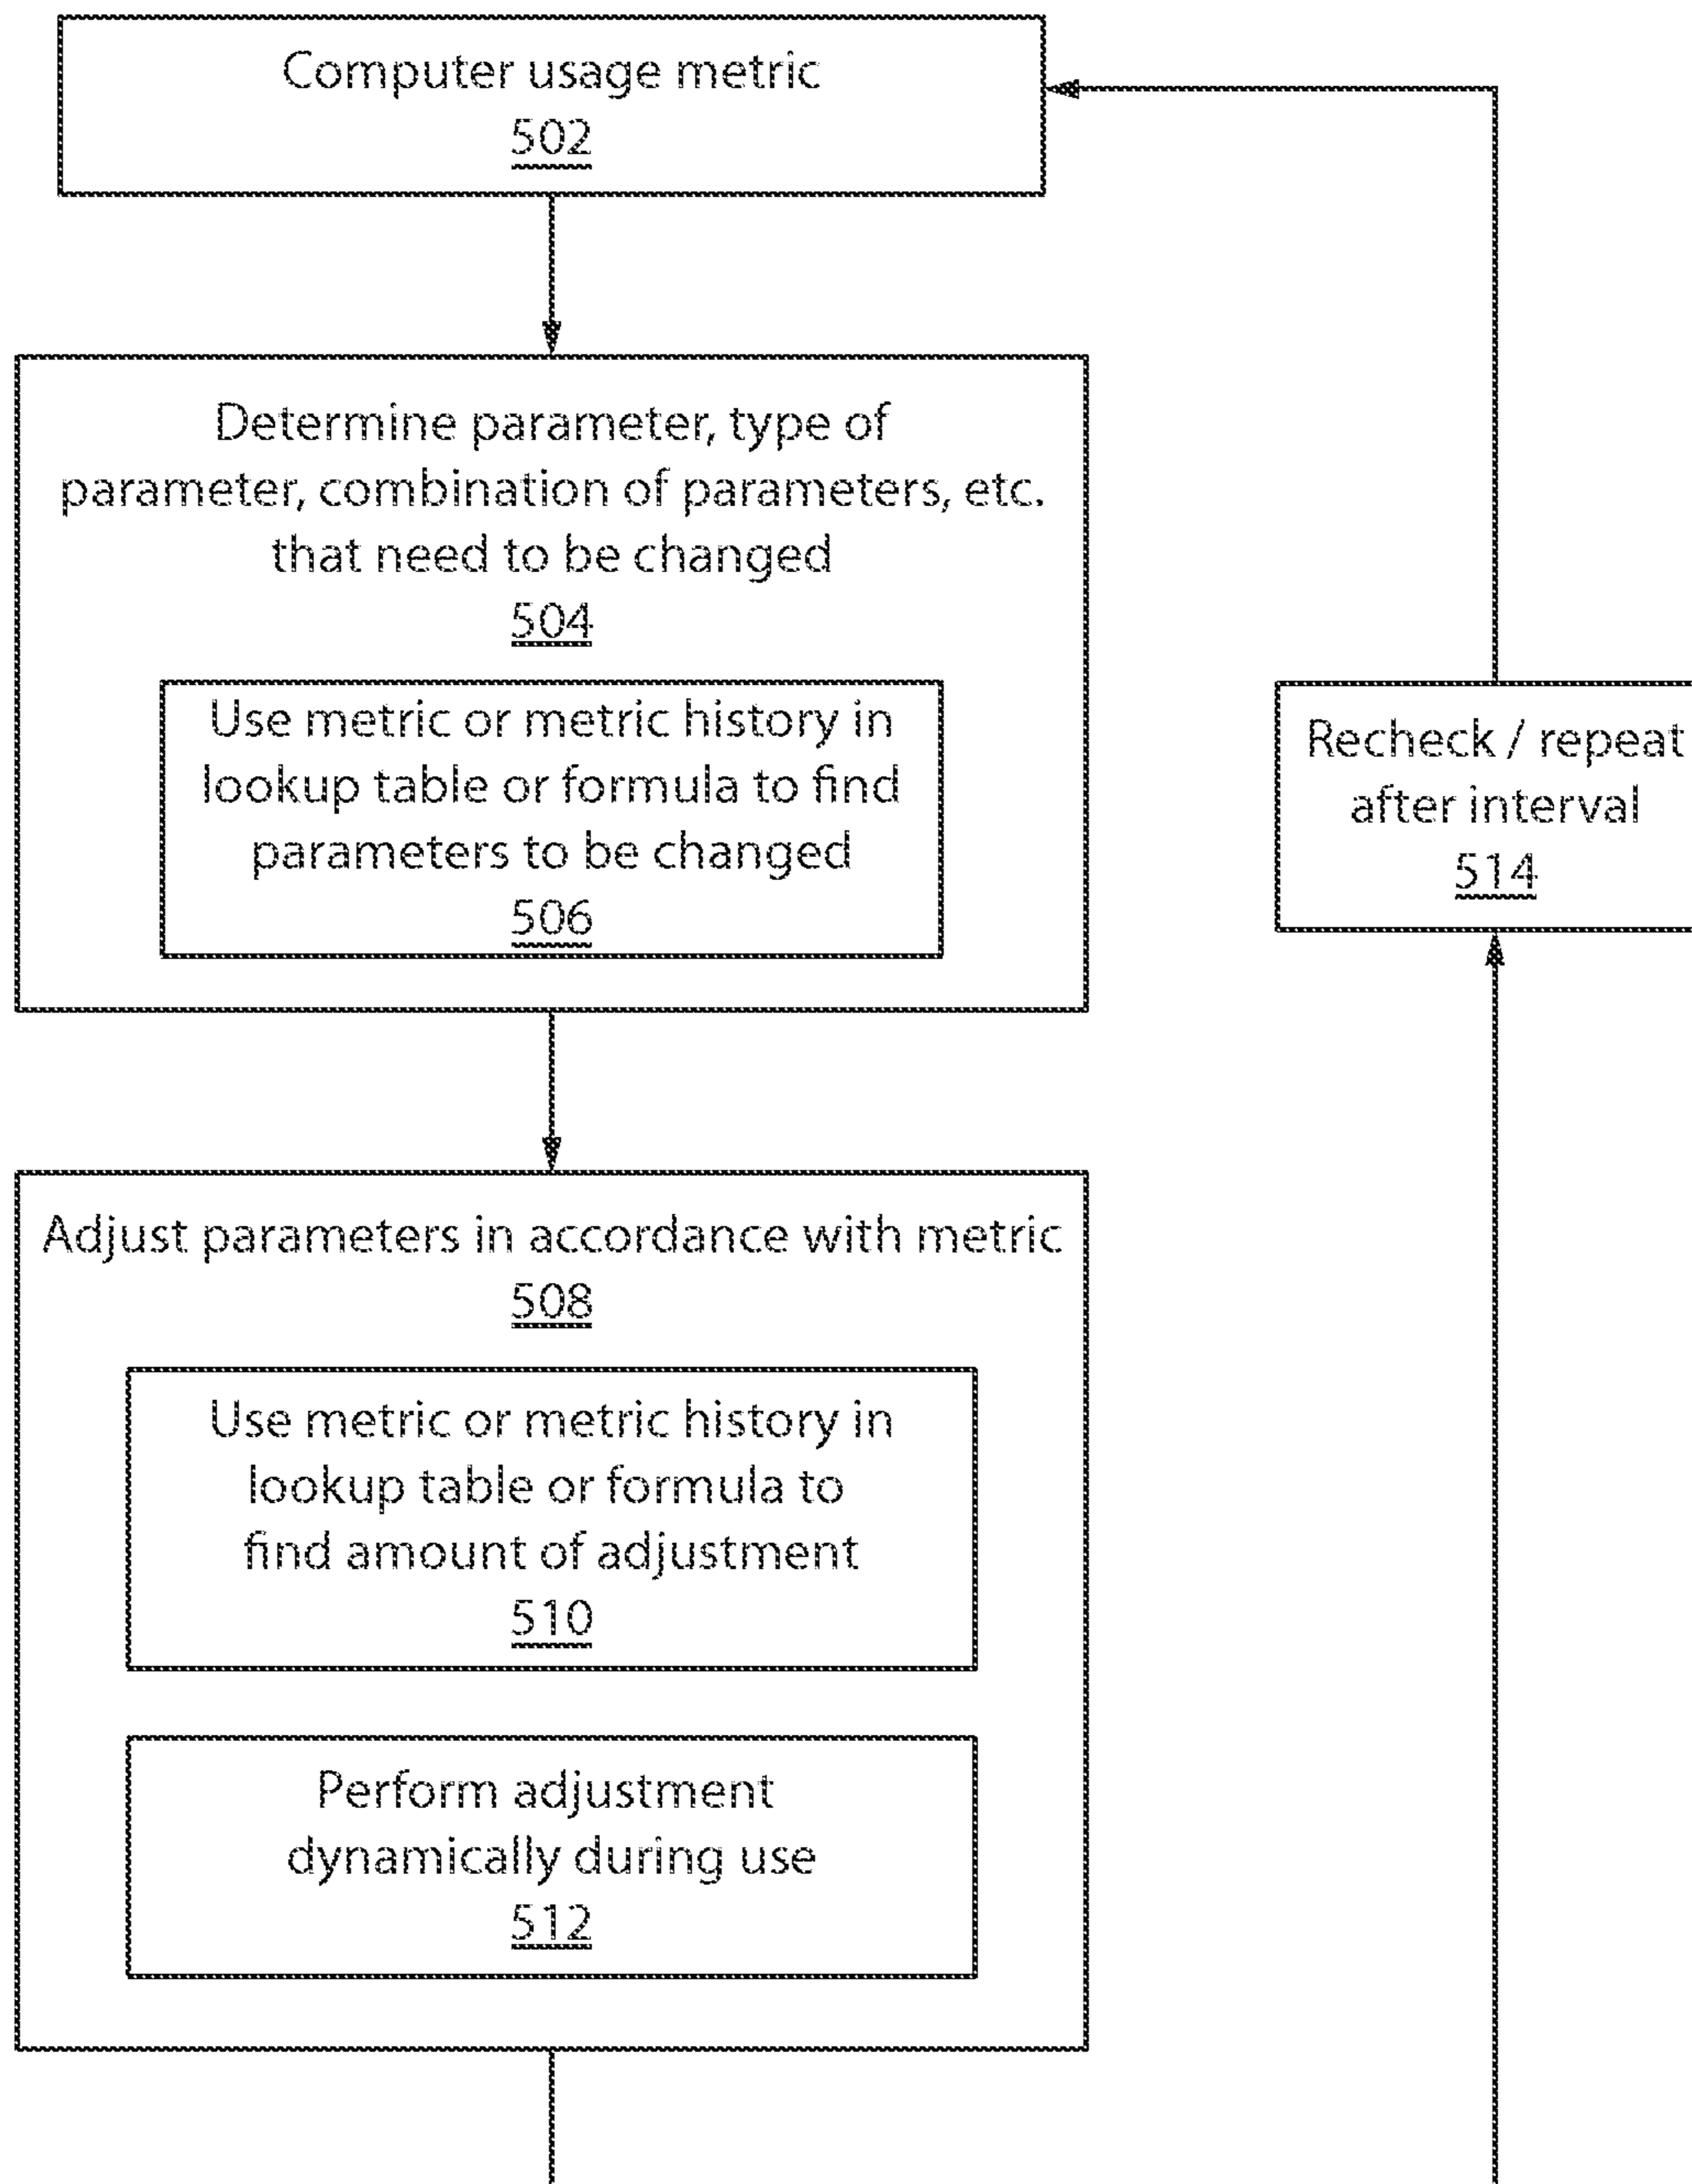 Computer usage metric
502
Determine parameter, type of
parameter, combination of parameters, etc.
that need to be changed
504
Use metric or metric history in
lookup table or formula to find
parameters to be changed
506
Adjust parameters in accordance with metric
508
Use metric or metric history in
lookup table or formula to
find amount of adjustment
510
Perform adjustment
dynamically during use
512
Recheck / repeat
after interval
514